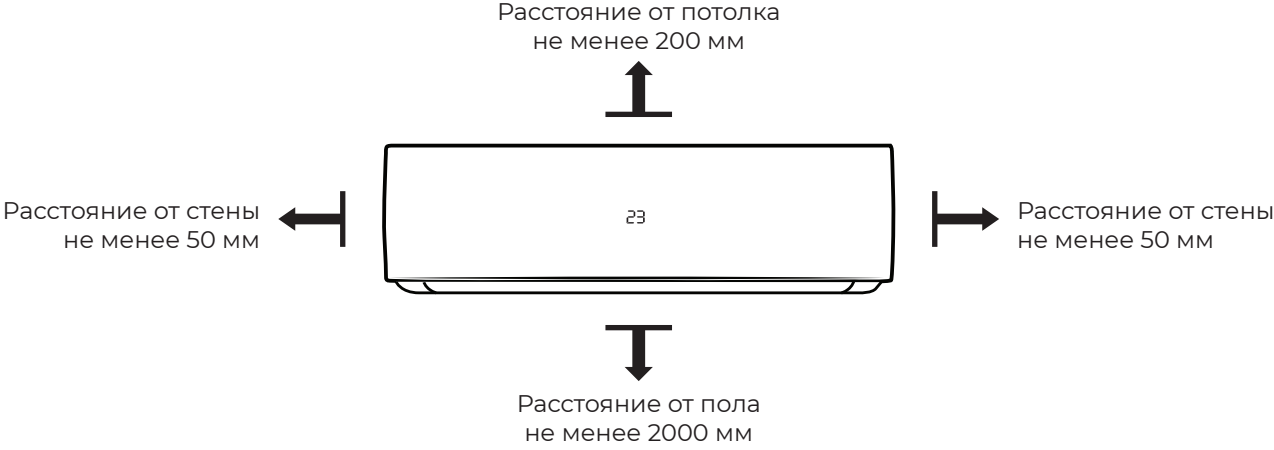 Расстояние от потолка
не менее 200 мм
Расстояние от стены
не менее 50 мм
23
Расстояние от стены
не менее 50 мм
Расстояние от пола
не менее 2000 мм